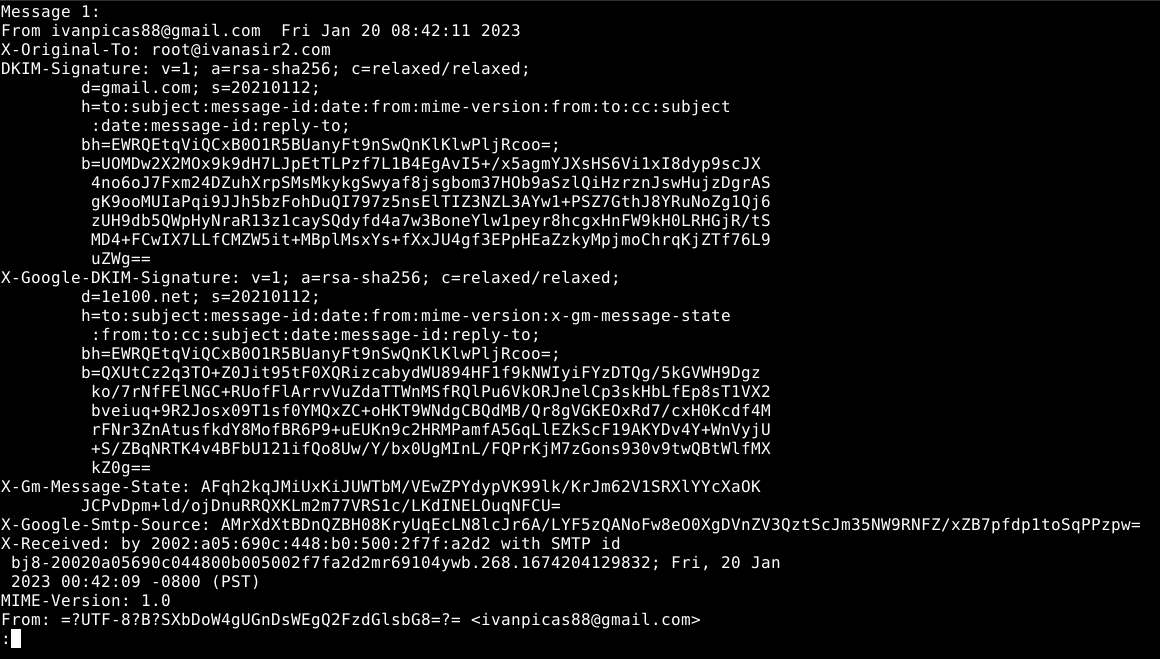 Message 1:
From ivanpicas88@gmail.com  Fri Jan 20 08:42:11 2023
X-Original-To: root@ivanasir2.com
DKIM-Signature: v=1; a=rsa-sha256; c=relaxed/relaxed;
d=gmail.com; s=20210112;
h=to:subject:message-id:date:from:mime-version:from:to:cc:subject
:date:message-id:reply-to;
bh=EWRQEtqViQCxB0O1R5BUanyFt9nSwQnKlKlwPljRcoo=;
b=UOMDw2X2MOx9k9dH7LJpEtTLPzf7L1B4EgAvI5+/x5agmYJXsHS6Vi1xI8dyp9scJX
4no6oJ7Fxm24DZuhXrpSMsMkykgSwyaf8jsgbom37HOb9aSzlQiHzrznJswHujzDgrAS
gK9ooMUIaPqi9JJh5bzFohDuQI797z5nsElTIZ3NZL3AYw1+PSZ7GthJ8YRuNoZg1Qj6
zUH9db5QWpHyNraR13z1caySQdyfd4a7w3BoneYlw1peyr8hcgxHnFW9kH0LRHGjR/tS
MD4+FCwIX7LLfCMZW5it+MBplMsxYs+fXxJU4gf3EPpHEaZzkyMpjmoChrqKjZTf76L9
uZWg==
X-Google-DKIM-Signature: v=1; a=rsa-sha256; c=relaxed/relaxed;
d=1e100.net; s=20210112;
h=to:subject:message-id:date:from:mime-version:x-gm-message-state
:from:to:cc:subject:date:message-id:reply-to;
bh=EWRQEtqViQCxB0O1R5BUanyFt9nSwQnKlKlwPljRcoo=;
b=QXUtCz2q3TO+Z0Jit95tF0XQRizcabydWU894HF1f9kNWIyiFYzDTQg/5kGVWH9Dgz
ko/7rNfFElNGC+RUofFlArrvVuZdaTTWnMSfRQlPu6VkORJnelCp3skHbLfEp8sT1VX2
bveiuq+9R2Josx09T1sf0YMQxZC+oHKT9WNdgCBQdMB/Qr8gVGKEOxRd7/cxH0Kcdf4M
rFNr3ZnAtusfkdY8MofBR6P9+uEUKn9c2HRMPamfA5GqLlEZkScF19AKYDv4Y+WnVyjU
+S/ZBqNRTK4v4BFbU121ifQo8Uw/Y/bx0UgMInL/FQPrKjM7zGons930v9twQBtWlfMX
kZ0g==
X-Gm-Message-State: AFqh2kqJMiUxKiJUWTbM/VEwZPYdypVK99lk/KrJm62V1SRXlYYcXaOK
JCPvDpm+ld/ojDnuRRQXKLm2m77VRS1c/LKdINELOuqNFCU=
X-Google-Smtp-Source: AMrXdXtBDnQZBH08KryUqEcLN8lcJr6A/LYF5zQANoFw8eO0XgDVnZV3QztScJm35NW9RNFZ/xZB7pfdp1toSqPPzpw=
X-Received: by 2002:a05:690c:448:b0:500:2f7f:a2d2 with SMTP id
bj8-20020a05690c044800b005002f7fa2d2mr69104ywb.268.1674204129832; Fri, 20 Jan
2023 00:42:09 -0800 (PST)
MIME-Version: 1.0
From: =?UTF-8?B?SXbDoW4gUGnDsWEgQ2FzdGlsbG8=?= <ivanpicas88@gmail.com>
: